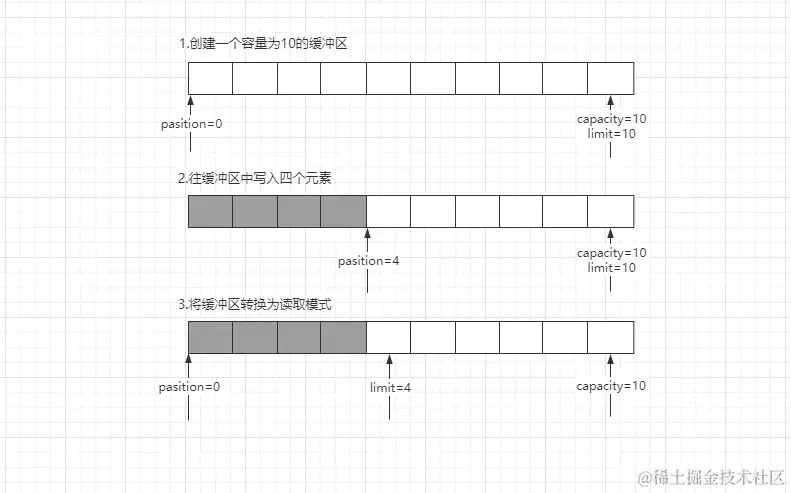 1.创建一个容量为10的缓冲区
pasition=0
capacity=10
limit=10
2.往缓冲区中写入四个元素
pasition=4
capacity=10
limit=10
3.将缓冲区转换为读取模式
pasition=0
limit=4
capacity=10
@稀土掘金技术社区